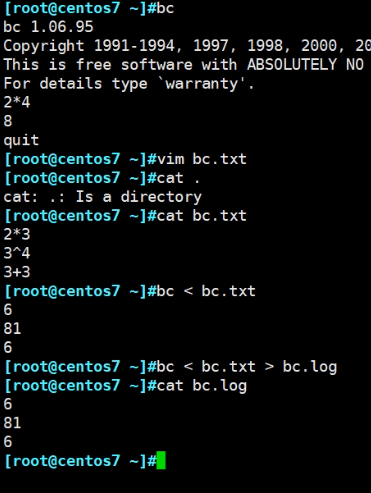 [root@centos7 ~]#bc
bc 1.06.95
Copyright 1991-1994, 1997, 1998, 2000, 20
This is free software with ABSOLUTELY NO
For details type `warranty'.
2*4
8
quit
[root@centos7 ~]#vim bc.txt
[root@centos7 ~]#cat .
cat: .: Is a directory
[root@centos7 ~]#cat bc.txt
2*3
3^4
3+3
[root@centos7 ~]#bc < bc.txt
6
81
6
[root@centos7 ~]#bc < bc.txt > bc.log
[root@centos7 ~]#cat bc.log
6
81
6
[root@centos7 ~]#